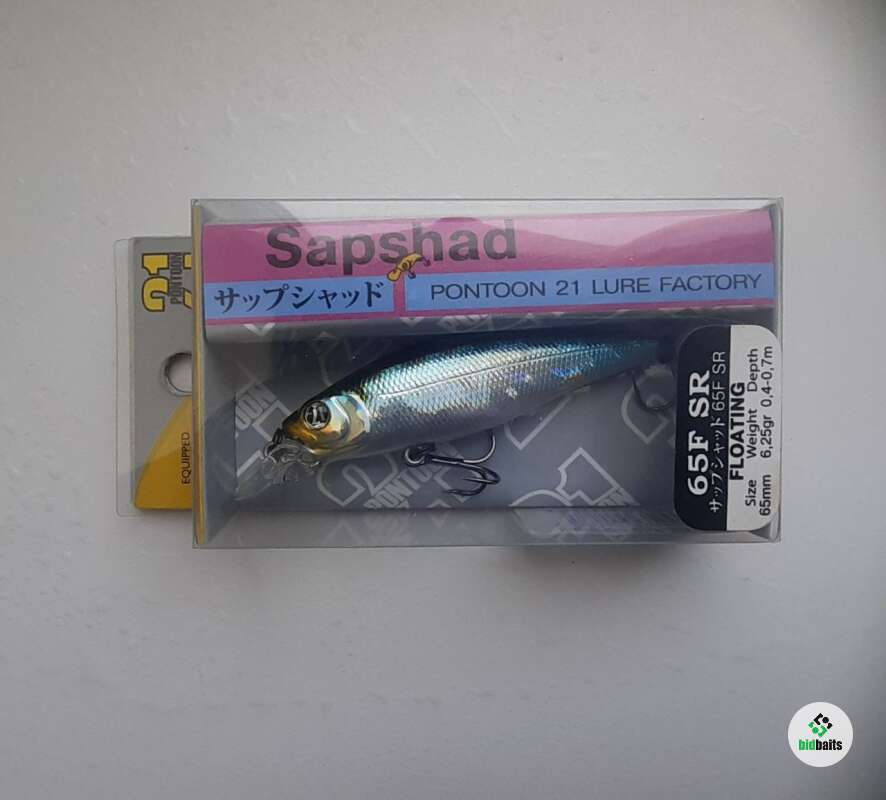 Sapshad
サップシャッド
PONTOON 21 LURE FACTORY
21
PONTOON
EQUIPPED
65F SR
サップシャッド 65F SR
FLOATING
Size Weight Depth
65mm 6,25gr 0,4-0,7m
PONTOON
bidbaits